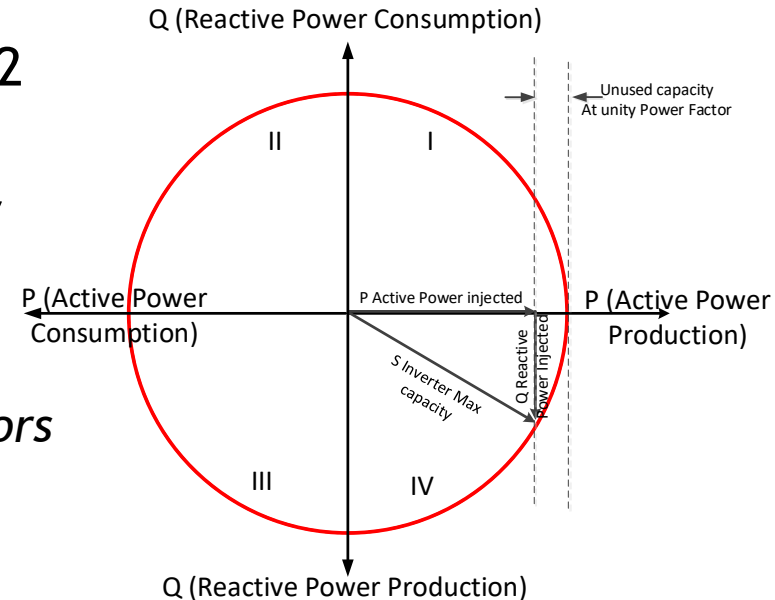 Q (Reactive Power Consumption)
2
Unused capacity
At unity Power Factor
II
I
P (Active Power
Consumption)
P Active Power injected
P (Active Power
Production)
Q Reactive
Power Injected
S Inverter Max
capacity
ors
III
IV
Q (Reactive Power Production)